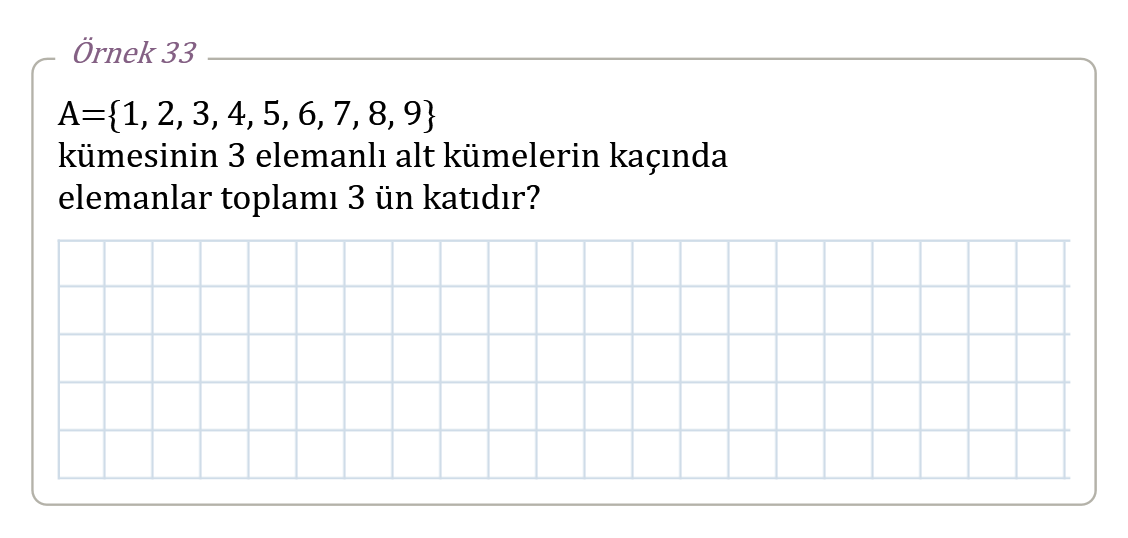 Örnek 33
A={1, 2, 3, 4, 5, 6, 7, 8, 9}
kümesinin 3 elemanlı alt kümelerin kaçında
elemanlar toplamı 3 ün katıdır?